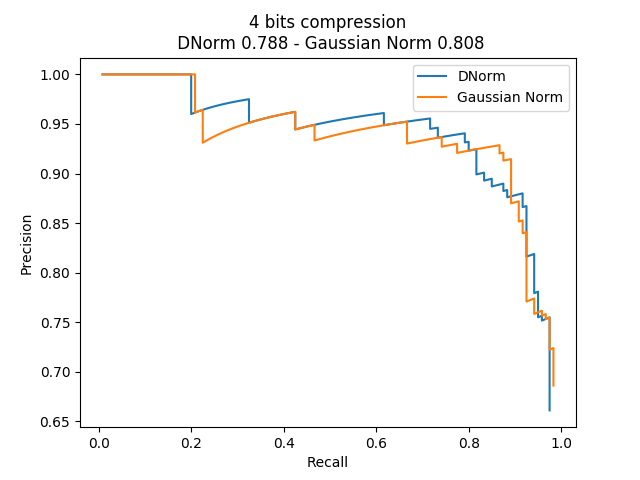 4 bits compression
DNorm 0.788 - Gaussian Norm 0.808
DNorm
Gaussian Norm
Precision
1.00
0.95
0.90
0.85
0.80
0.75
0.70
0.65
0.0 0.2 0.4 0.6 0.8 1.0
Recall